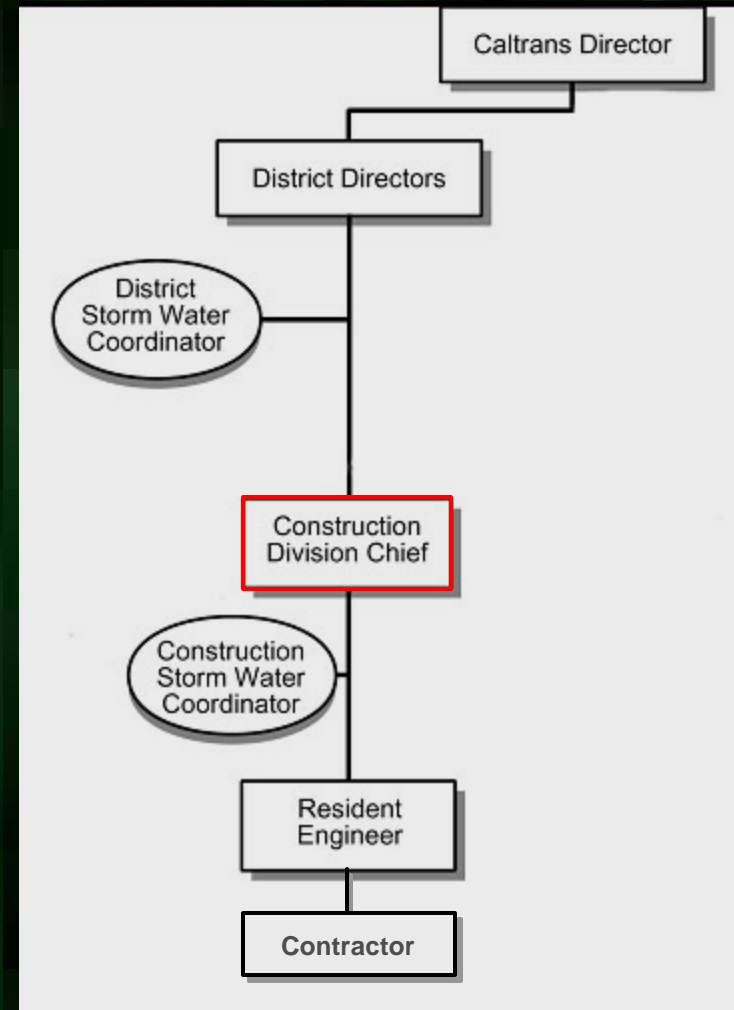 Caltrans Director
District Directors
District
Storm Water
Coordinator
Construction
Division Chief
Construction
Storm Water
Coordinator
Resident
Engineer
Contractor